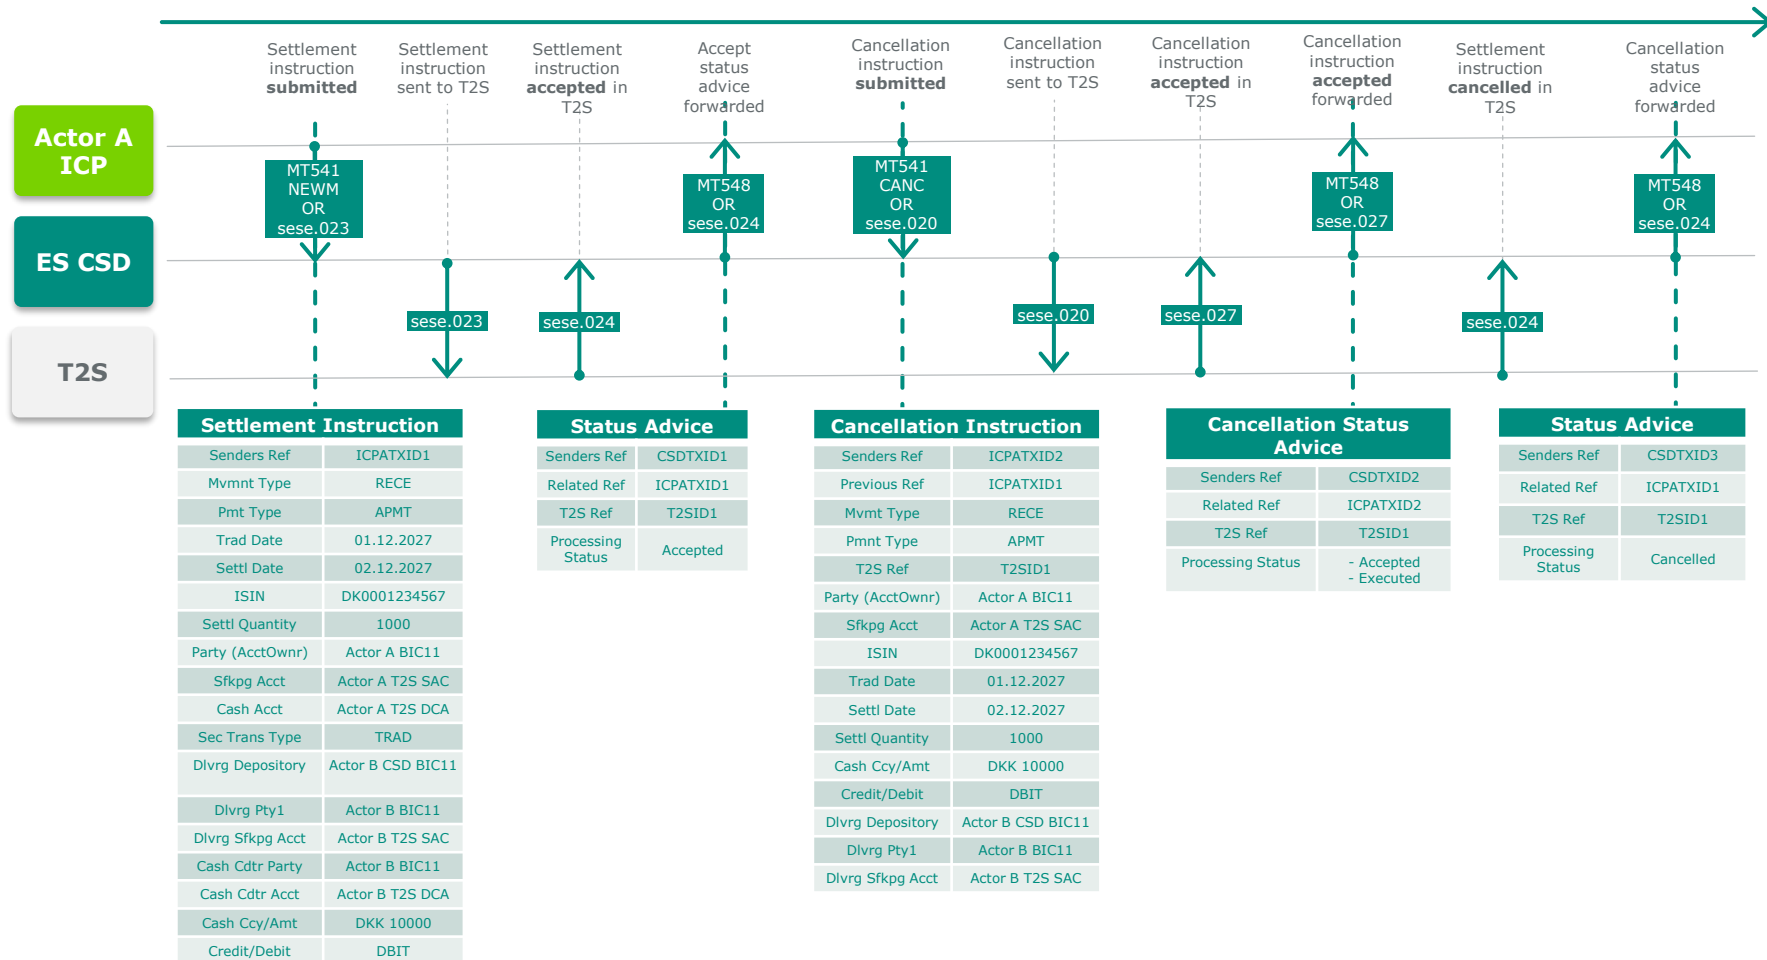 Settlement
instruction
submitted
Settlement
instruction
sent to T2S
Settlement
instruction
accepted in
T2S
Accept
status
advice
forwarded
Cancellation
instruction
submitted
Cancellation
instruction
sent to T2S
Cancellation
instruction
accepted in
T2S
Cancellation
instruction
accepted
forwarded
Settlement
instruction
cancelled in
T2S
Cancellation
status
advice
forwarded
Actor A
ICP
MT541
NEWM
OR
sese.023
MT548
OR
sese.024
MT541
CANC
OR
sese.020
MT548
OR
sese.027
MT548
OR
sese.024
ES CSD
sese.023
sese.024
sese.020
sese.027
sese.024
T2S
Settlement Instruction
Senders Ref ICPATXID1
Mvmnt Type RECE
Pmt Type APMT
Trad Date 01.12.2027
Settl Date 02.12.2027
ISIN DK0001234567
Settl Quantity 1000
Party (AcctOwnr) Actor A BIC11
Sfkpg Acct Actor A T2S SAC
Cash Acct Actor A T2S DCA
Sec Trans Type TRAD
Dlvrg Depository Actor B CSD BIC11
Dlvrg Pty1 Actor B BIC11
Dlvrg Sfkpg Acct Actor B T2S SAC
Cash Cdtr Party Actor B BIC11
Cash Cdtr Acct Actor B T2S DCA
Cash Ccy/Amt DKK 10000
Credit/Debit DBIT
Status Advice
Senders Ref CSDTXID1
Related Ref ICPATXID1
T2S Ref T2SID1
Processing
Status
Accepted
Cancellation Instruction
Senders Ref ICPATXID2
Previous Ref ICPATXID1
Mvmt Type RECE
Pmnt Type APMT
T2S Ref T2SID1
Party (AcctOwnr) Actor A BIC11
Sfkpg Acct Actor A T2S SAC
ISIN DK0001234567
Trad Date 01.12.2027
Settl Date 02.12.2027
Settl Quantity 1000
Cash Ccy/Amt DKK 10000
Credit/Debit DBIT
Dlvrg Depository Actor B CSD BIC11
Dlvrg Pty1 Actor B BIC11
Dlvrg Sfkpg Acct Actor B T2S SAC
Cancellation Status
Advice
Senders Ref CSDTXID2
Related Ref ICPATXID2
T2S Ref T2SID1
Processing Status - Accepted
- Executed
Status Advice
Senders Ref CSDTXID3
Related Ref ICPATXID1
T2S Ref T2SID1
Processing
Status
Cancelled